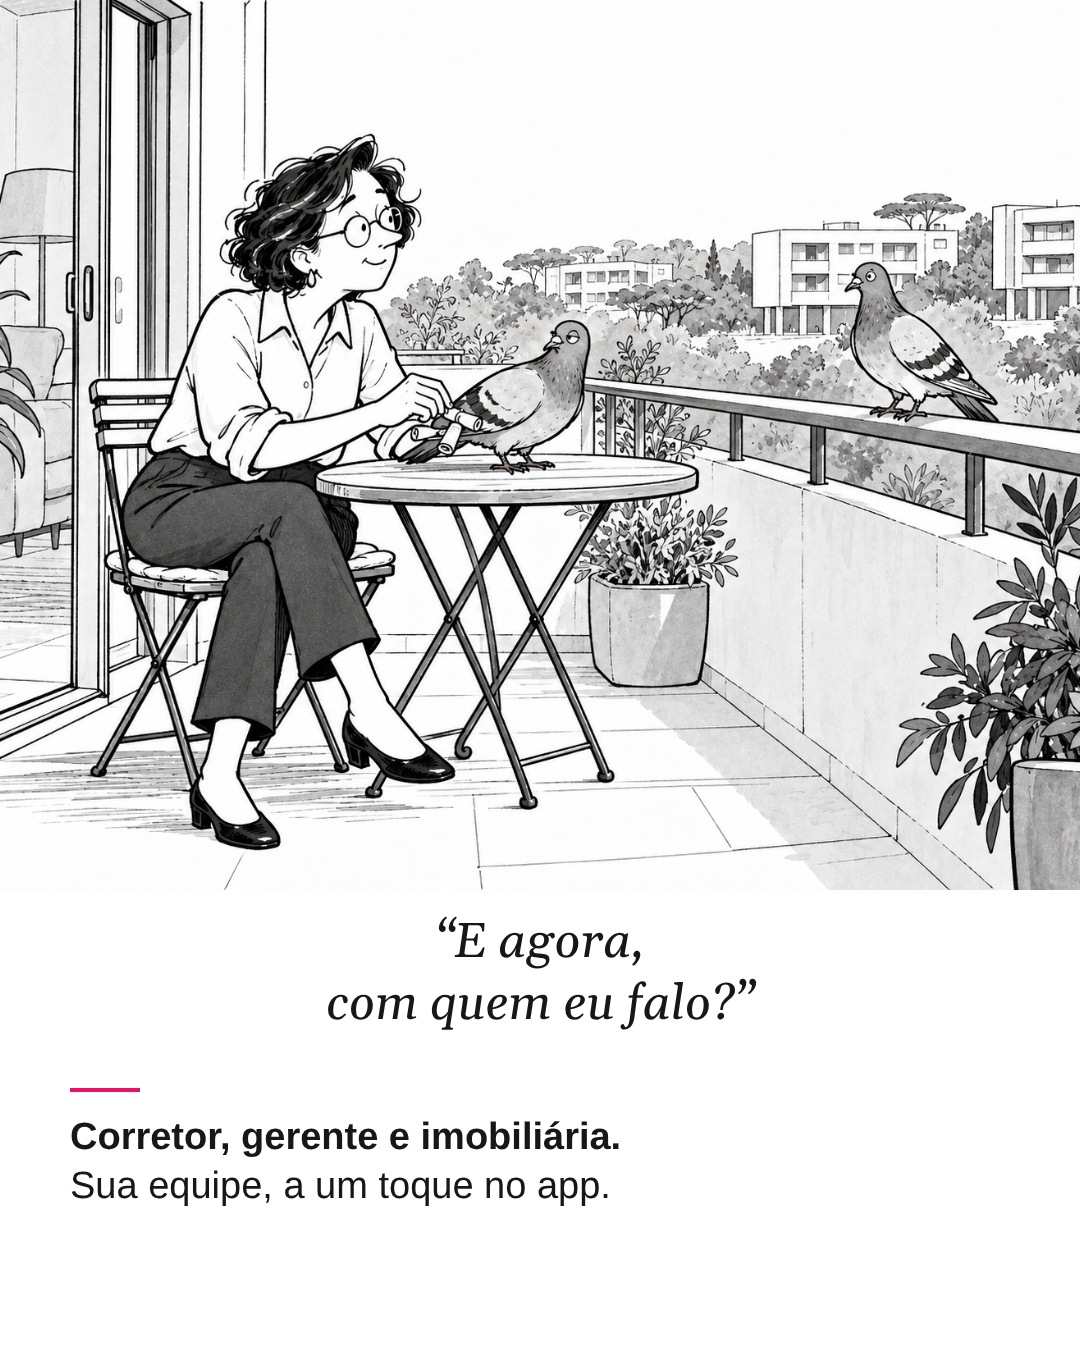 “E agora,
com quem eu falo?”
Corretor, gerente e imobiliária.
Sua equipe, a um toque no app.